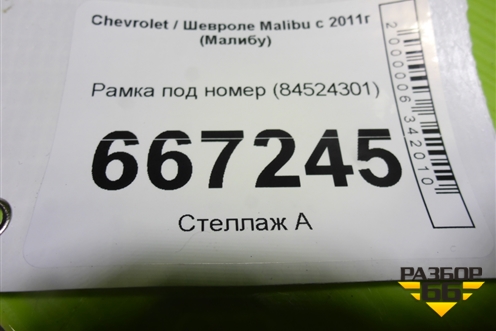 Chevrolet / Шевроле Malibu с 2011г
(Малибу)
Рамка под номер (84524301)
667245
Стеллаж А
2000006342010
РАЗБОР
66